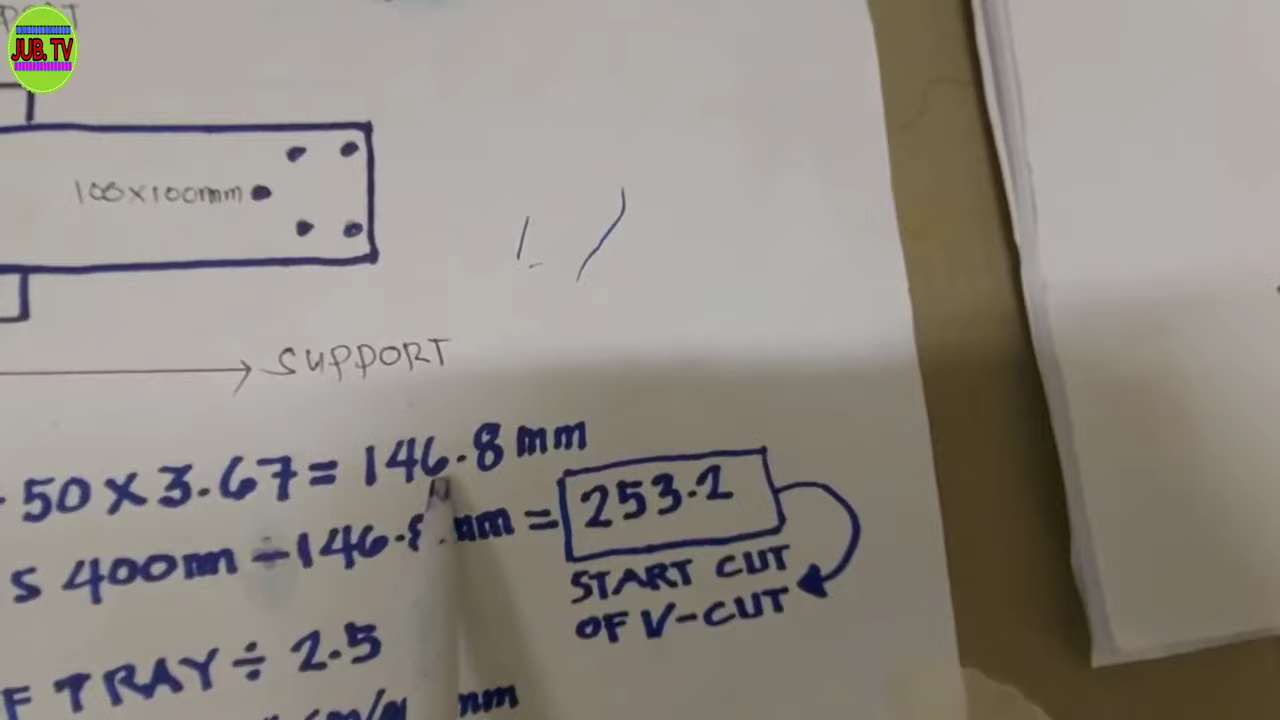 JUB.TV
100x100mm
SUPPORT
50 x 3.67 = 146.8 mm
S 400m - 146.8 mm = 253.2
START CUT
OF V-CUT
F TRAY ÷ 2.5